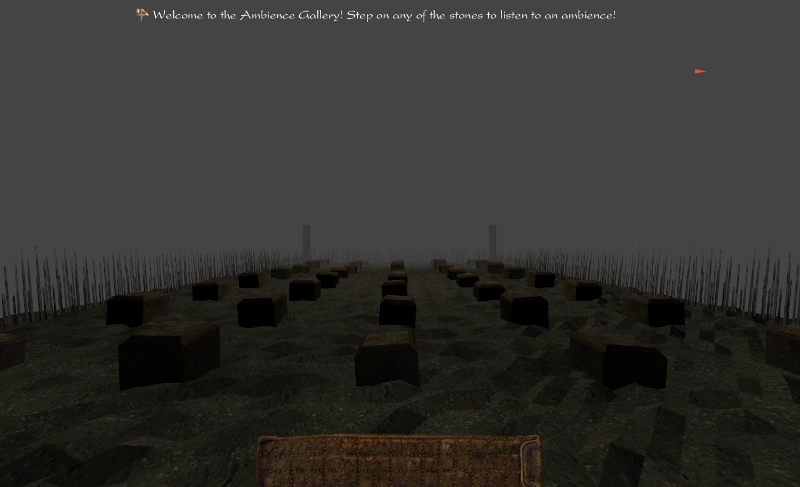 Welcome to the Ambience Gallery! Step on any of the stones to listen to an ambience!